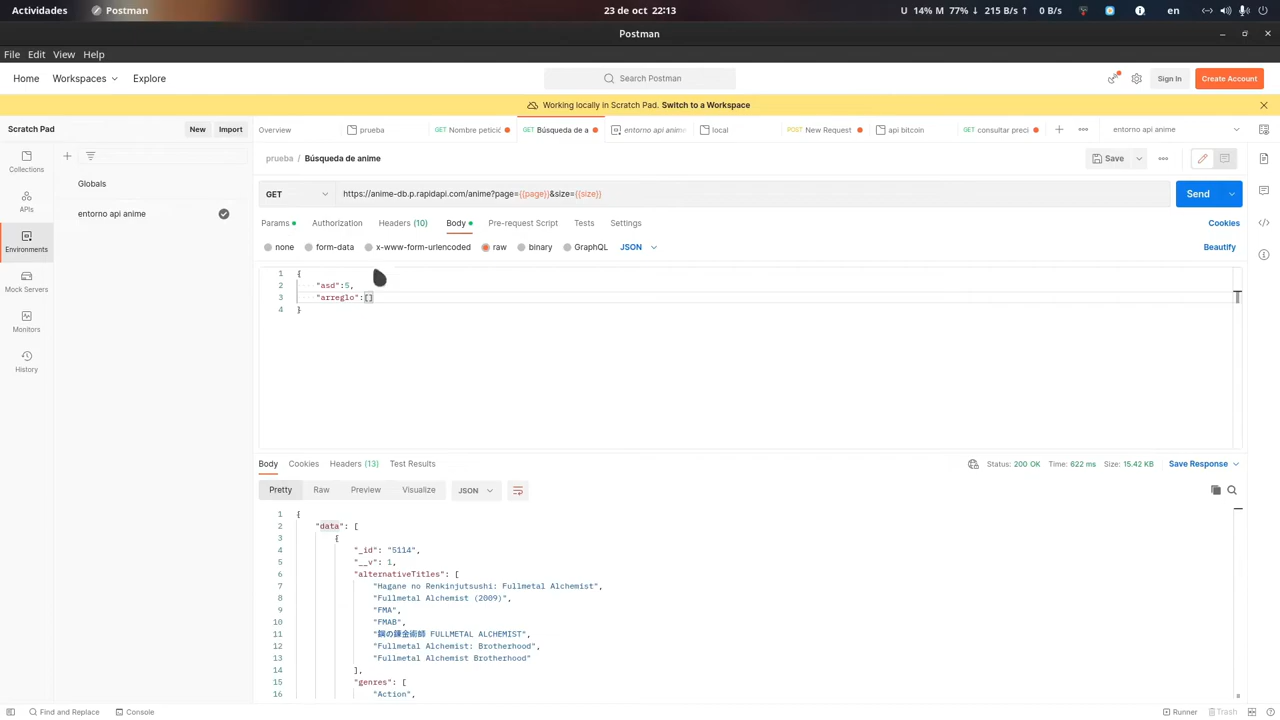 Actividades Postman 23 de oct 22:13 U 14% M 77% ↓ 215 B/s ↑ 0 B/s en
Postman
File Edit View Help
Home Workspaces Explore Search Postman Sign In Create Account
Working locally in Scratch Pad. Switch to a Workspace
Scratch Pad New Import Overview prueba GET Nombre petició GET Búsqueda de a entorno api anime local POST New Request api bitcoin GET consultar preci entorno api anime
Collections
APIs
Environments
Mock Servers
Monitors
History
Globals
entorno api anime
prueba / Búsqueda de anime Save
GET https://anime-db.p.rapidapi.com/anime?page={{page}}&size={{size}} Send
Params Authorization Headers (10) Body Pre-request Script Tests Settings Cookies
none form-data x-www-form-urlencoded raw binary GraphQL JSON Beautify
1 {
2 "asd":5,
3 "arreglo":[]
4 }
Body Cookies Headers (13) Test Results Status: 200 OK Time: 622 ms Size: 15.42 KB Save Response
Pretty Raw Preview Visualize JSON
1 {
2 "data": [
3 {
4 "_id": "5114",
5 "__v": 1,
6 "alternativeTitles": [
7 "Hagane no Renkinjutsushi: Fullmetal Alchemist",
8 "Fullmetal Alchemist (2009)",
9 "FMA",
10 "FMAB",
11 "鋼の錬金術師 FULLMETAL ALCHEMIST",
12 "Fullmetal Alchemist: Brotherhood",
13 "Fullmetal Alchemist Brotherhood"
14 ],
15 "genres": [
16 "Action",
Find and Replace Console Runner Trash